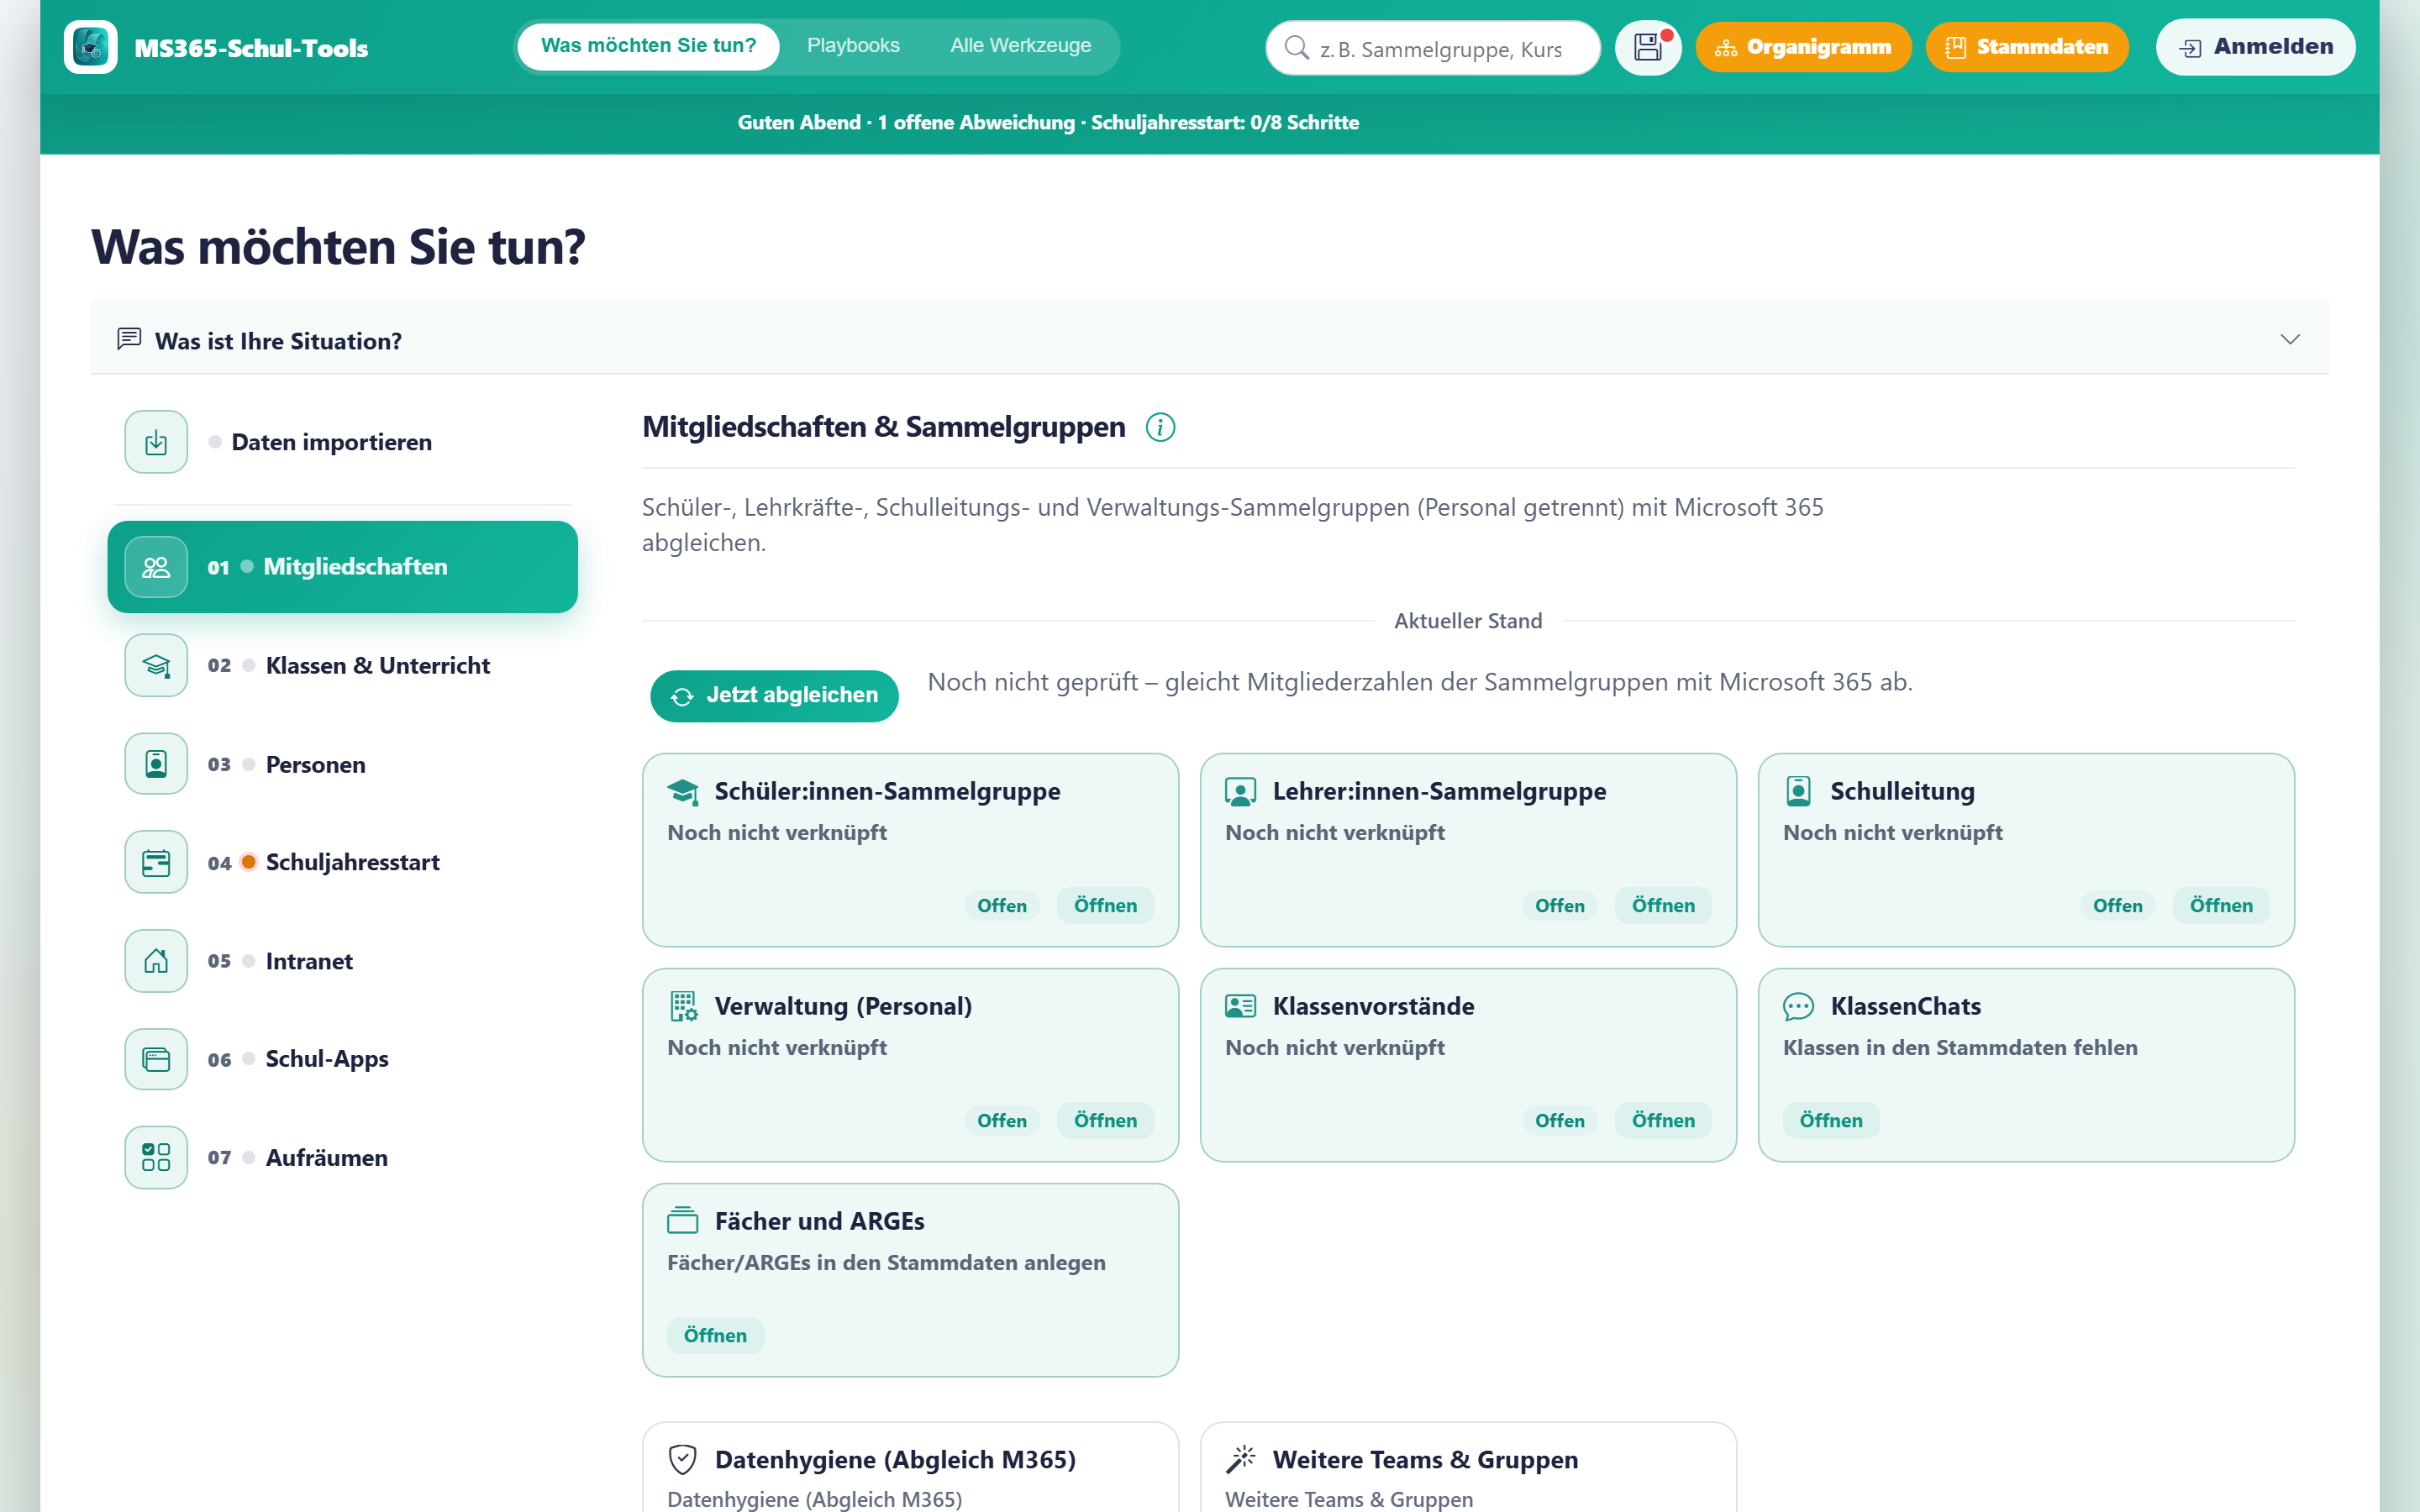 MS365-Schul-Tools
Was möchten Sie tun?
Playbooks
Alle Werkzeuge
z. B. Sammelgruppe, Kurs
Organigramm
Stammdaten
Anmelden
Guten Abend · 1 offene Abweichung · Schuljahresstart: 0/8 Schritte
Was möchten Sie tun?
Was ist Ihre Situation?
Daten importieren
01 Mitgliedschaften
02 Klassen & Unterricht
03 Personen
04 Schuljahresstart
05 Intranet
06 Schul-Apps
07 Aufräumen
Mitgliedschaften & Sammelgruppen i
Schüler-, Lehrkräfte-, Schulleitungs- und Verwaltungs-Sammelgruppen (Personal getrennt) mit Microsoft 365
abgleichen.
Aktueller Stand
Jetzt abgleichen
Noch nicht geprüft – gleicht Mitgliederzahlen der Sammelgruppen mit Microsoft 365 ab.
Schüler:innen-Sammelgruppe
Noch nicht verknüpft
Offen Öffnen
Lehrer:innen-Sammelgruppe
Noch nicht verknüpft
Offen Öffnen
Schulleitung
Noch nicht verknüpft
Offen Öffnen
Verwaltung (Personal)
Noch nicht verknüpft
Offen Öffnen
Klassenvorstände
Noch nicht verknüpft
Offen Öffnen
KlassenChats
Klassen in den Stammdaten fehlen
Öffnen
Fächer und ARGEs
Fächer/ARGEs in den Stammdaten anlegen
Öffnen
Datenhygiene (Abgleich M365)
Datenhygiene (Abgleich M365)
Weitere Teams & Gruppen
Weitere Teams & Gruppen